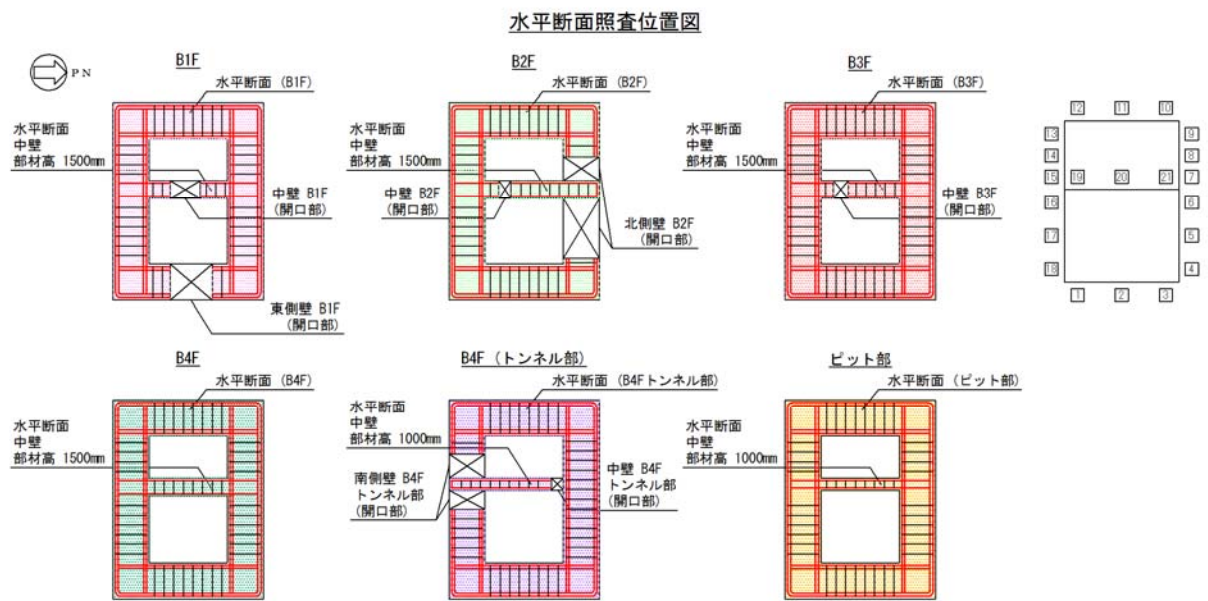 水平断面照査位置図
PN
B1F
水平断面 (B1F)
水平断面
中壁
部材高 1500mm
中壁 B1F
(開口部)
東側壁 B1F
(開口部)
B2F
水平断面 (B2F)
水平断面
中壁
部材高 1500mm
中壁 B2F
(開口部)
北側壁 B2F
(開口部)
B3F
水平断面 (B3F)
水平断面
中壁
部材高 1500mm
中壁 B3F
(開口部)
12 11 10
13 9
14 8
15 19 20 21 7
16 6
17 5
18 4
1 2 3
B4F
水平断面 (B4F)
水平断面
中壁
部材高 1500mm
B4F (トンネル部)
水平断面 (B4Fトンネル部)
水平断面
中壁
部材高 1000mm
南側壁 B4F
トンネル部
(開口部)
中壁 B4F
トンネル部
(開口部)
ピット部
水平断面 (ピット部)
水平断面
中壁
部材高 1000mm